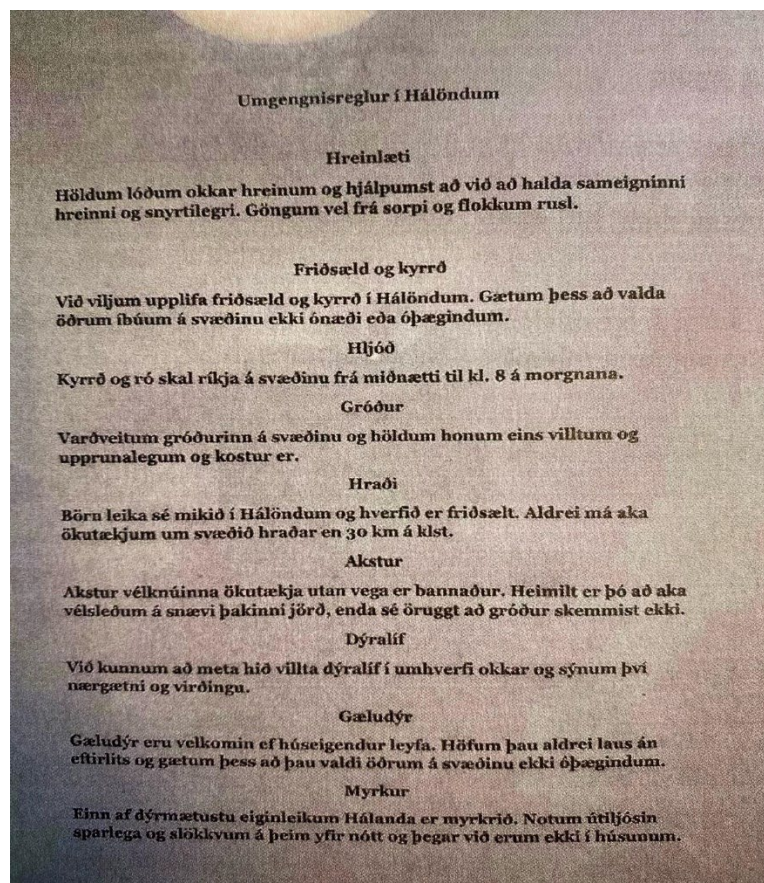 Umgengnisreglur í Hálöndum
Hreinlæti
Höldum lóðum okkar hreinum og hjálpumst að við að halda sameigninni
hreinni og snyrtilegri. Göngum vel frá sorpi og flokkum rusl.
Friðsæld og kyrrð
Við viljum upplifa friðsæld og kyrrð í Hálöndum. Gætum þess að valda
öðrum íbúum á svæðinu ekki ónæði eða óþægindum.
Hljóð
Kyrrð og ró skal ríkja á svæðinu frá miðnætti til kl. 8 á morgnana.
Gróður
Varðveitum gróðurinn á svæðinu og höldum honum eins villtum og
upprunalegum og kostur er.
Hraði
Börn leika sé mikið í Hálöndum og hverfið er friðsælt. Aldrei má aka
ökutækjum um svæðið hraðar en 30 km á klst.
Akstur
Akstur vélknúinna ökutækja utan vega er bannaður. Heimilt er þó að aka
vélsleðum á snævi þakinni jörð, enda sé öruggt að gróður skemmist ekki.
Dýralíf
Við kunnum að meta hið villta dýralíf í umhverfi okkar og sýnum því
nærgætni og virðingu.
Gæludýr
Gæludýr eru velkomin ef húseigendur leyfa. Höfum þau aldrei laus án
eftirlits og gætum þess að þau valdi öðrum á svæðinu ekki óþægindum.
Myrkur
Einn af dýrmætustu eiginleikum Hálanda er myrkrið. Notum útiljósin
sparlega og slökkvum á þeim yfir nótt og þegar við erum ekki í húsunum.